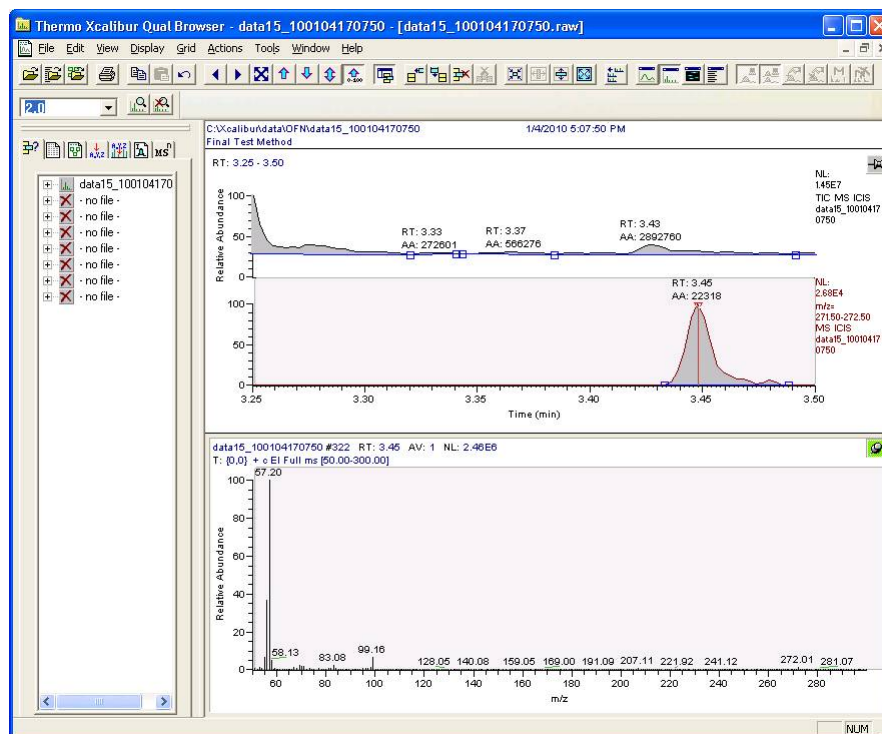 Thermo Xcalibur Qual Browser - data15_100104170750 - [data15_100104170750.raw]
File Edit View Display Grid Actions Tools Window Help
2.0
data15_100104170
- no file -
- no file -
- no file -
- no file -
- no file -
- no file -
- no file -
C:\Xcalibur\data\OFN\data15_100104170750 1/4/2010 5:07:50 PM
Final Test Method
RT: 3.25 - 3.50
NL:
1.45E7
TIC MS ICIS
data15_10010417
0750
Relative Abundance
100
50
0
RT: 3.33
AA: 272601
RT: 3.37
AA: 566276
RT: 3.43
AA: 2892760
100
50
0
RT: 3.45
AA: 22318
NL:
2.68E4
m/z=
271.50-272.50
MS ICIS
data15_10010417
0750
3.25 3.30 3.35 3.40 3.45 3.50
Time (min)
data15_100104170750 #322 RT: 3.45 AV: 1 NL: 2.46E6
T: {0,0} + c EI Full ms [50.00-300.00]
Relative Abundance
100
80
60
40
20
0
57.20
58.13 83.08 99.16 128.05 140.08 159.05 169.00 191.09 207.11 221.92 241.12 272.01 281.07
60 80 100 120 140 160 180 200 220 240 260 280
m/z
NUM